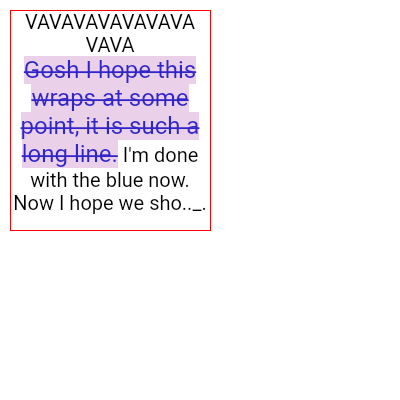 VAVAVAVAVAVAVA
VAVA
Gosh I hope this
wraps at some
point, it is such a
long line. I'm done
with the blue now.
Now I hope we sho.._.